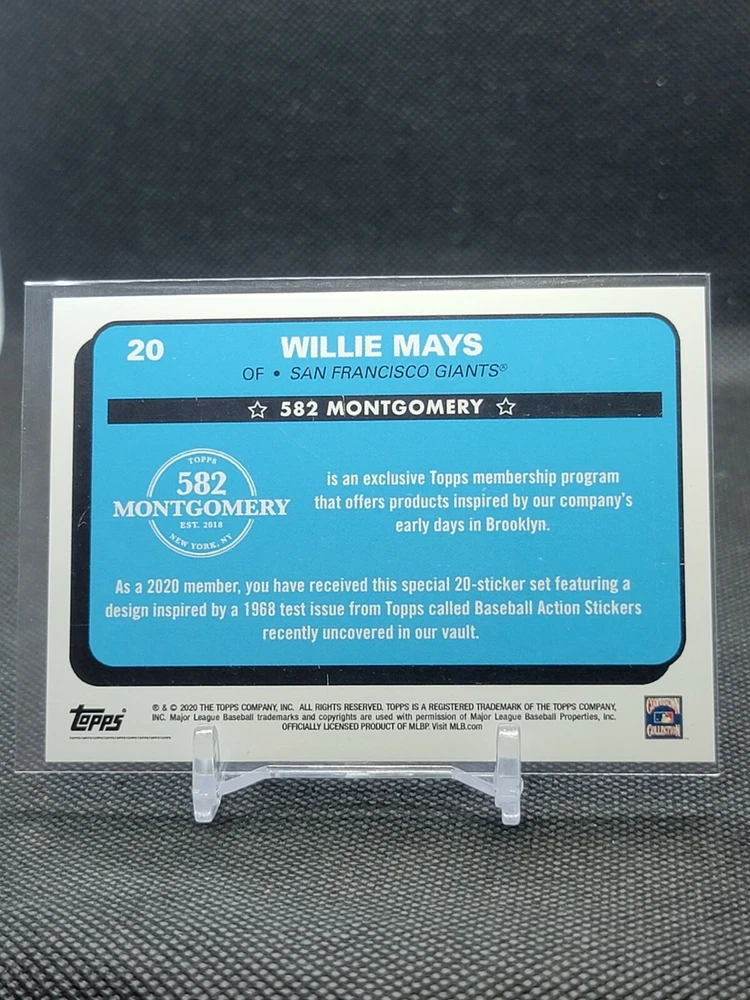 20
WILLIE MAYS
OF • SAN FRANCISCO GIANTS®
☆ 582 MONTGOMERY ☆
TOPPS
582
MONTGOMERY
EST. 2018
NEW YORK, NY
is an exclusive Topps membership program
that offers products inspired by our company's
early days in Brooklyn.
As a 2020 member, you have received this special 20-sticker set featuring a
design inspired by a 1968 test issue from Topps called Baseball Action Stickers
recently uncovered in our vault.
Topps®
® & © 2020 THE TOPPS COMPANY, INC. ALL RIGHTS RESERVED. TOPPS IS A REGISTERED TRADEMARK OF THE TOPPS COMPANY,
INC. Major League Baseball trademarks and copyrights are used with permission of Major League Baseball Properties, Inc.
OFFICIALLY LICENSED PRODUCT OF MLBP. Visit MLB.com
COOPERSTOWN
COLLECTION